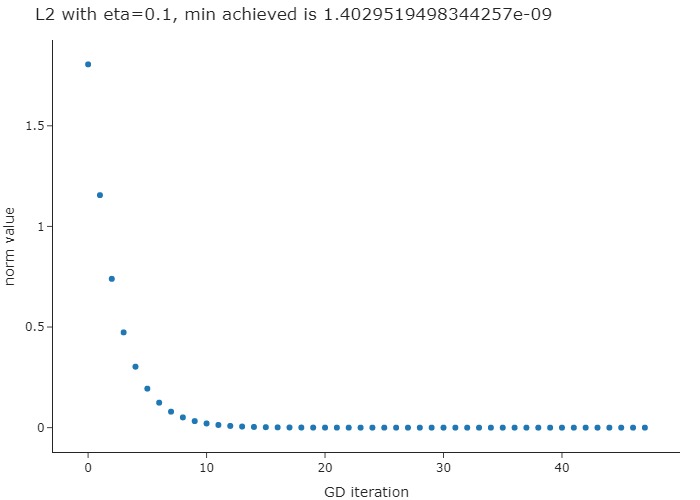 L2 with eta=0.1, min achieved is 1.4029519498344257e-09
norm value
1.5
1
0.5
0
0 10 20 30 40
GD iteration